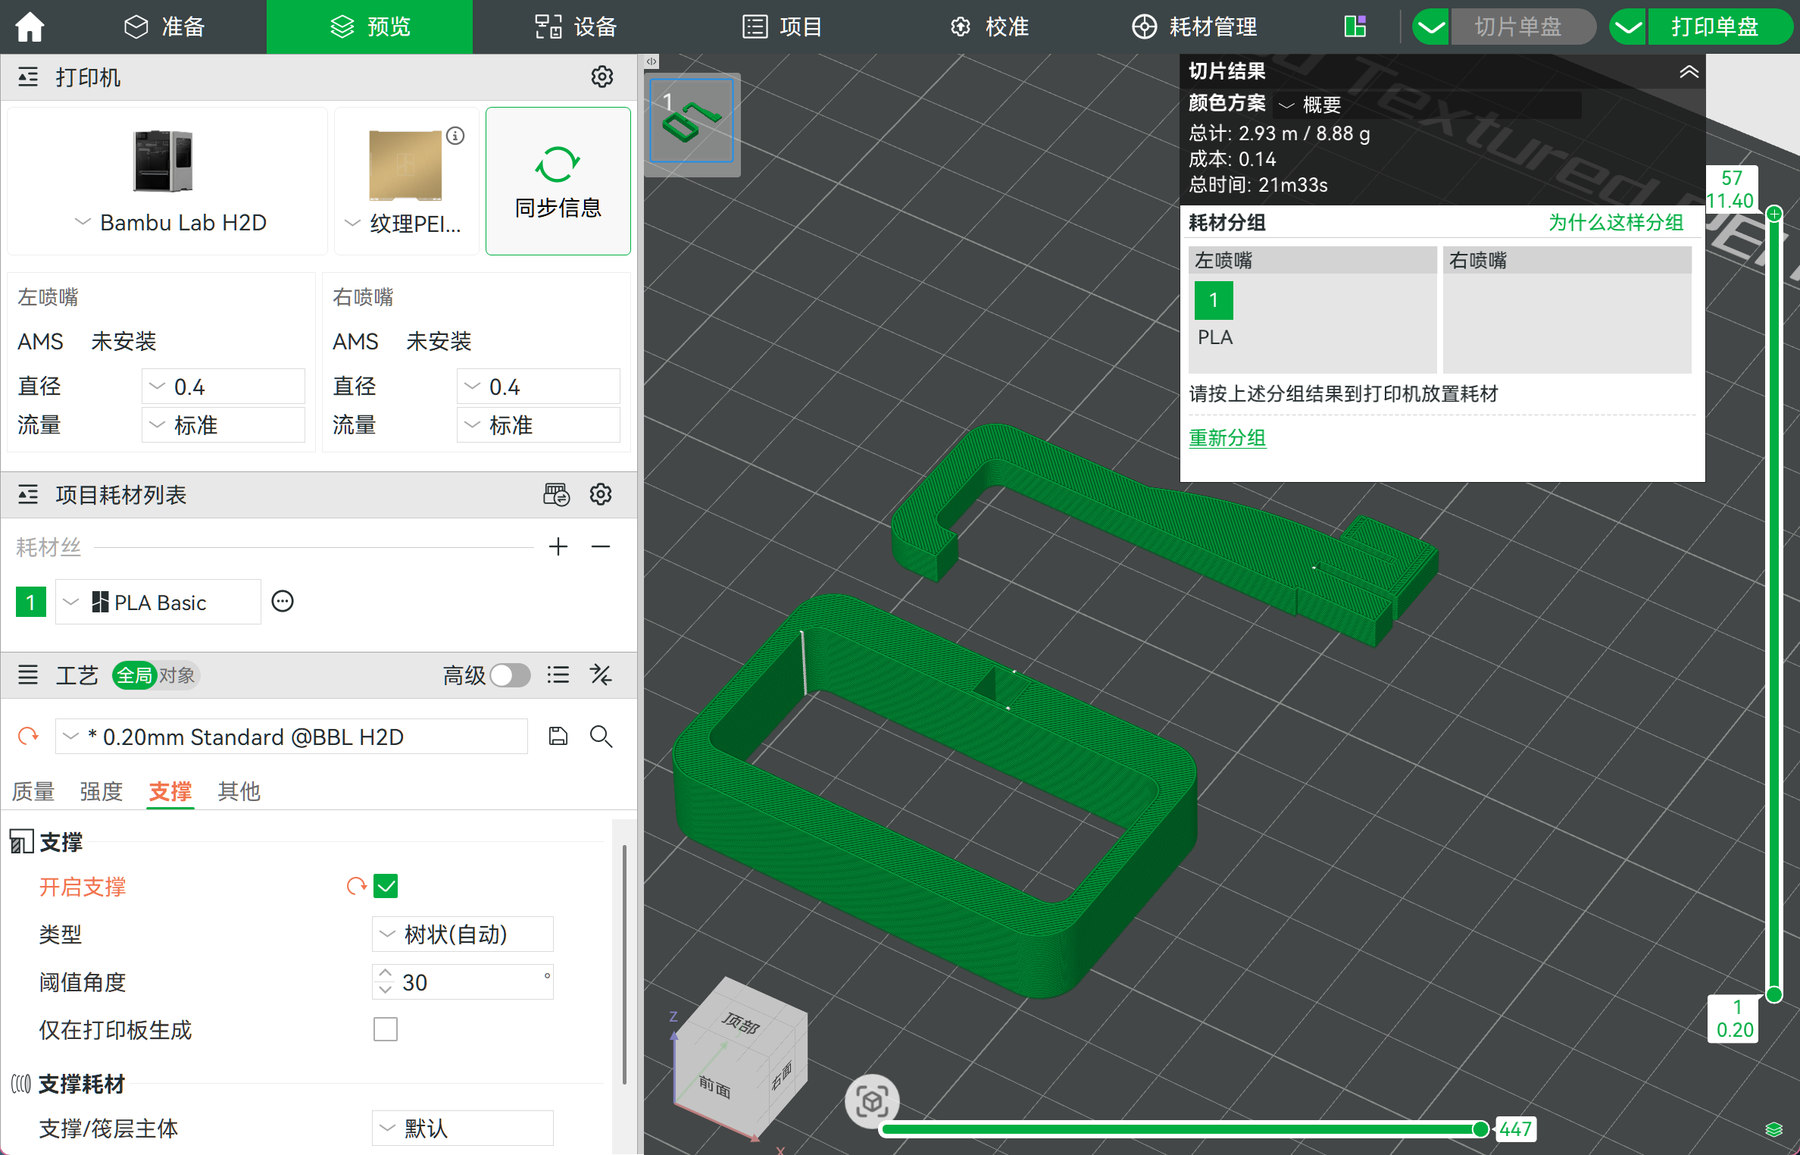 准备
预览
设备
项目
校准
耗材管理
切片单盘
打印单盘
打印机
Bambu Lab H2D
纹理PEI...
同步信息
左喷嘴
AMS 未安装
直径 0.4
流量 标准
右喷嘴
AMS 未安装
直径 0.4
流量 标准
项目耗材列表
耗材丝
1 PLA Basic
工艺 全局 对象 高级
* 0.20mm Standard @BBL H2D
质量 强度 支撑 其他
支撑
开启支撑
类型 树状(自动)
阈值角度 30 °
仅在打印板生成
支撑耗材
支撑/筏层主体 默认
1
切片结果
颜色方案 概要
总计: 2.93 m / 8.88 g
成本: 0.14
总时间: 21m33s
耗材分组 为什么这样分组
左喷嘴 右喷嘴
1
PLA
请按上述分组结果到打印机放置耗材
重新分组
Textured PEI
57
11.40
1
0.20
447
顶部
前面
右面
Z
X